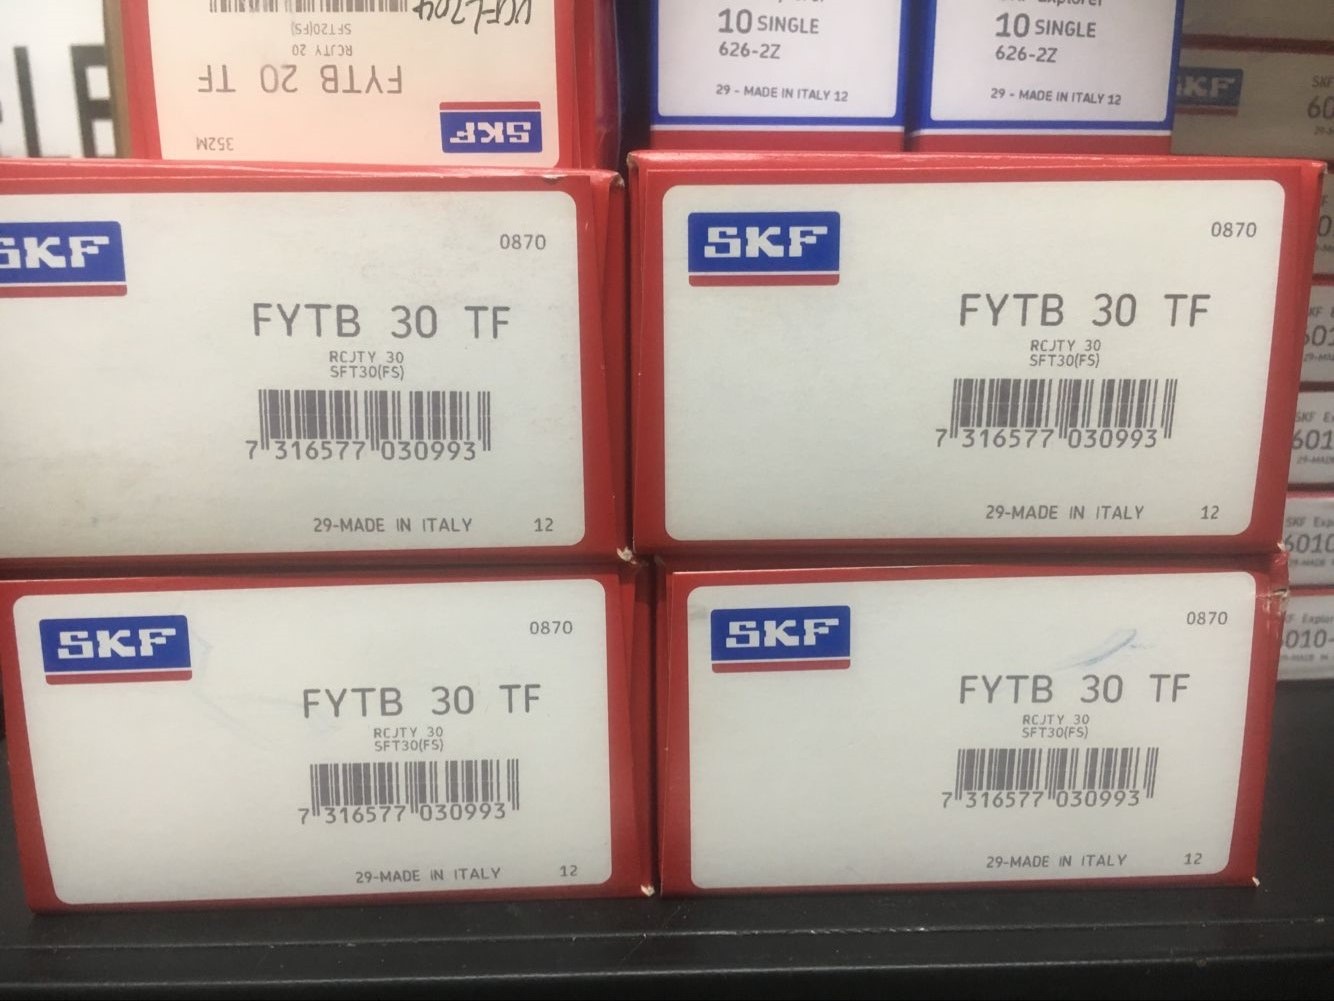 UCFL204
SFT20(FS)
RCJTY 20
FYTB 20 TF
SKF
352M
10 SINGLE
626-2Z
29 - MADE IN ITALY 12
10 SINGLE
626-2Z
29 - MADE IN ITALY 12
SKF
SKF
0870
FYTB 30 TF
RCJTY 30
SFT30(FS)
7 316577 030993
29-MADE IN ITALY 12
SKF
0870
FYTB 30 TF
RCJTY 30
SFT30(FS)
7 316577 030993
29-MADE IN ITALY 12
SKF
0870
FYTB 30 TF
RCJTY 30
SFT30(FS)
7 316577 030993
29-MADE IN ITALY 12
SKF
0870
FYTB 30 TF
RCJTY 30
SFT30(FS)
7 316577 030993
29-MADE IN ITALY 12